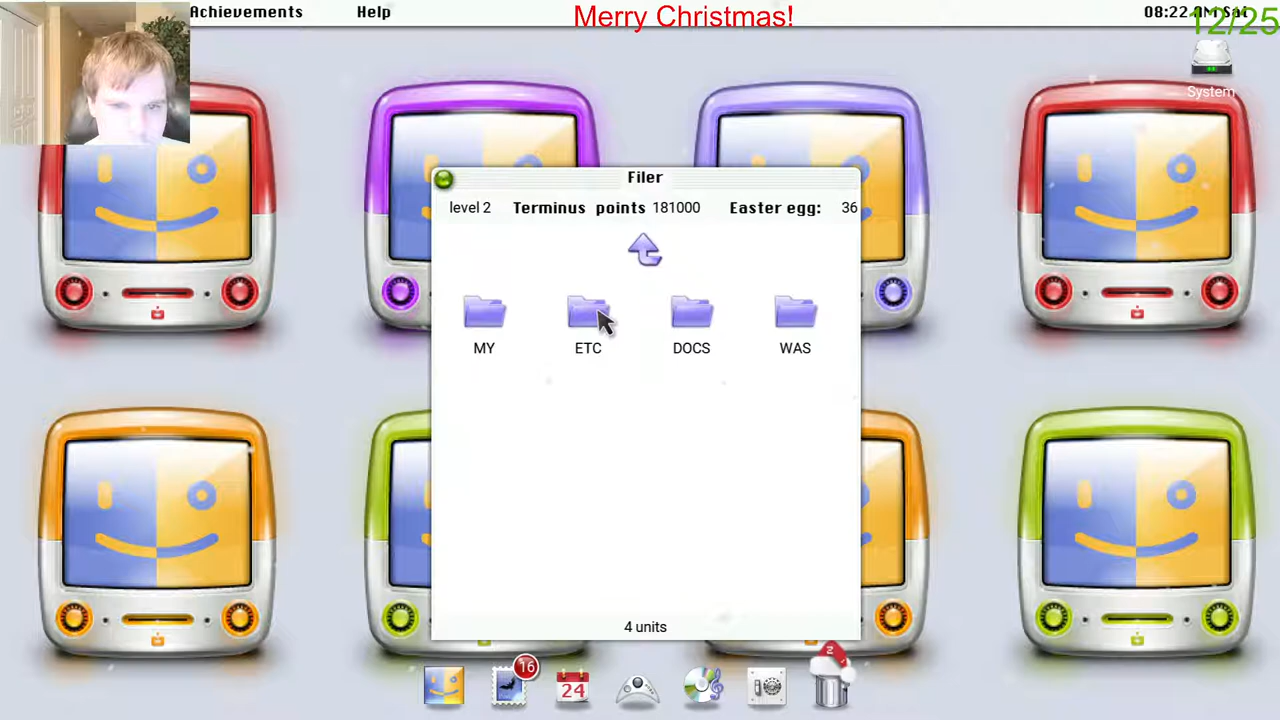 Achievements Help Merry Christmas! 08:22 AM Sat
12/25
System
Filer
level 2 Terminus points 181000 Easter egg: 36
MY ETC DOCS WAS
4 units
16
24
2